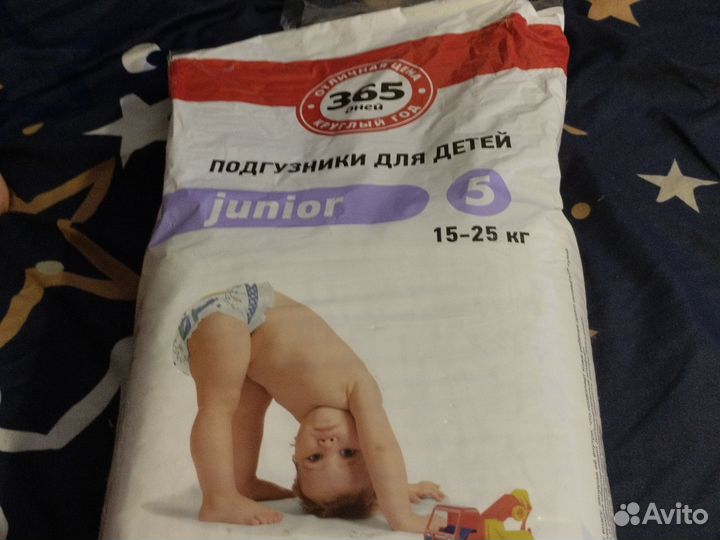 ОТЛИЧНАЯ ЦЕНА
365
дней
КРУГЛЫЙ ГОД
ПОДГУЗНИКИ ДЛЯ ДЕТЕЙ
junior 5
15-25 кг
Avito